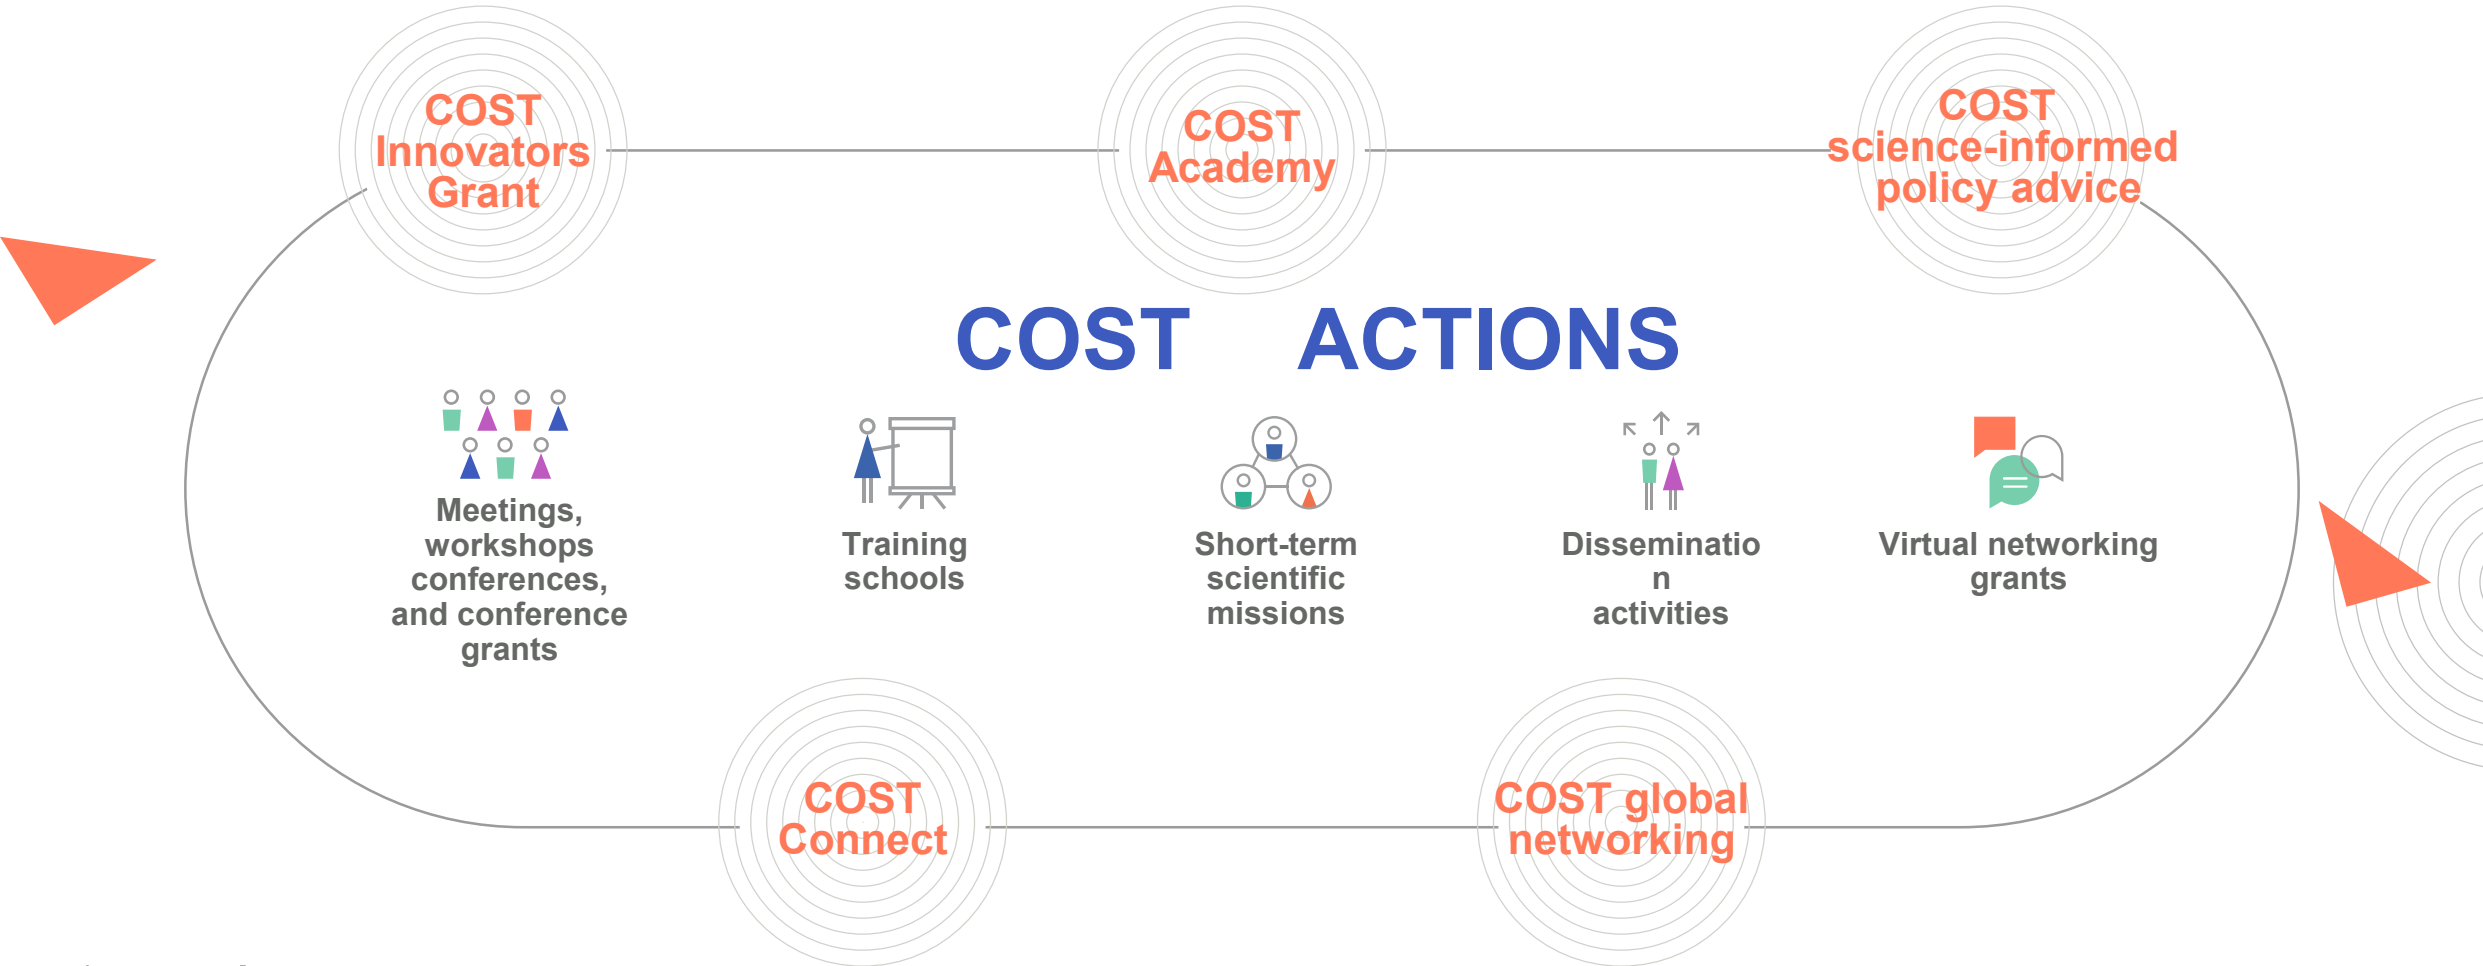 COST
Innovators
Grant
COST
Academy
COST
science-informed
policy advice
COST ACTIONS
Meetings,
workshops
conferences,
and conference
grants
Training
schools
Short-term
scientific
missions
Disseminatio
n
activities
Virtual networking
grants
COST
Connect
COST global
networking